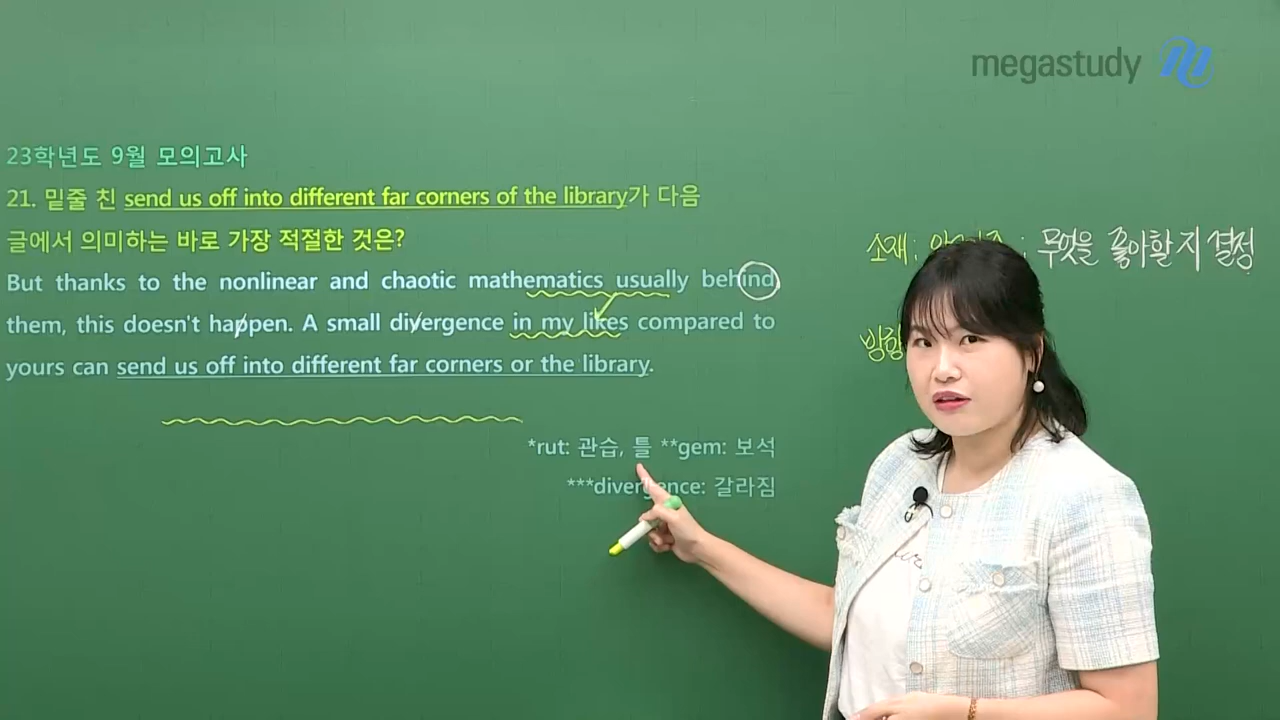 megastudy
23학년도 9월 모의고사
21. 밑줄 친 send us off into different far corners of the library가 다음
글에서 의미하는 바로 가장 적절한 것은?
But thanks to the nonlinear and chaotic mathematics usually behind
them, this doesn't happen. A small divergence in my likes compared to
yours can send us off into different far corners or the library.
*rut: 관습, 틀 **gem: 보석
***divergence: 갈라짐
소재: : 무엇을 좋아할지 결정
방향